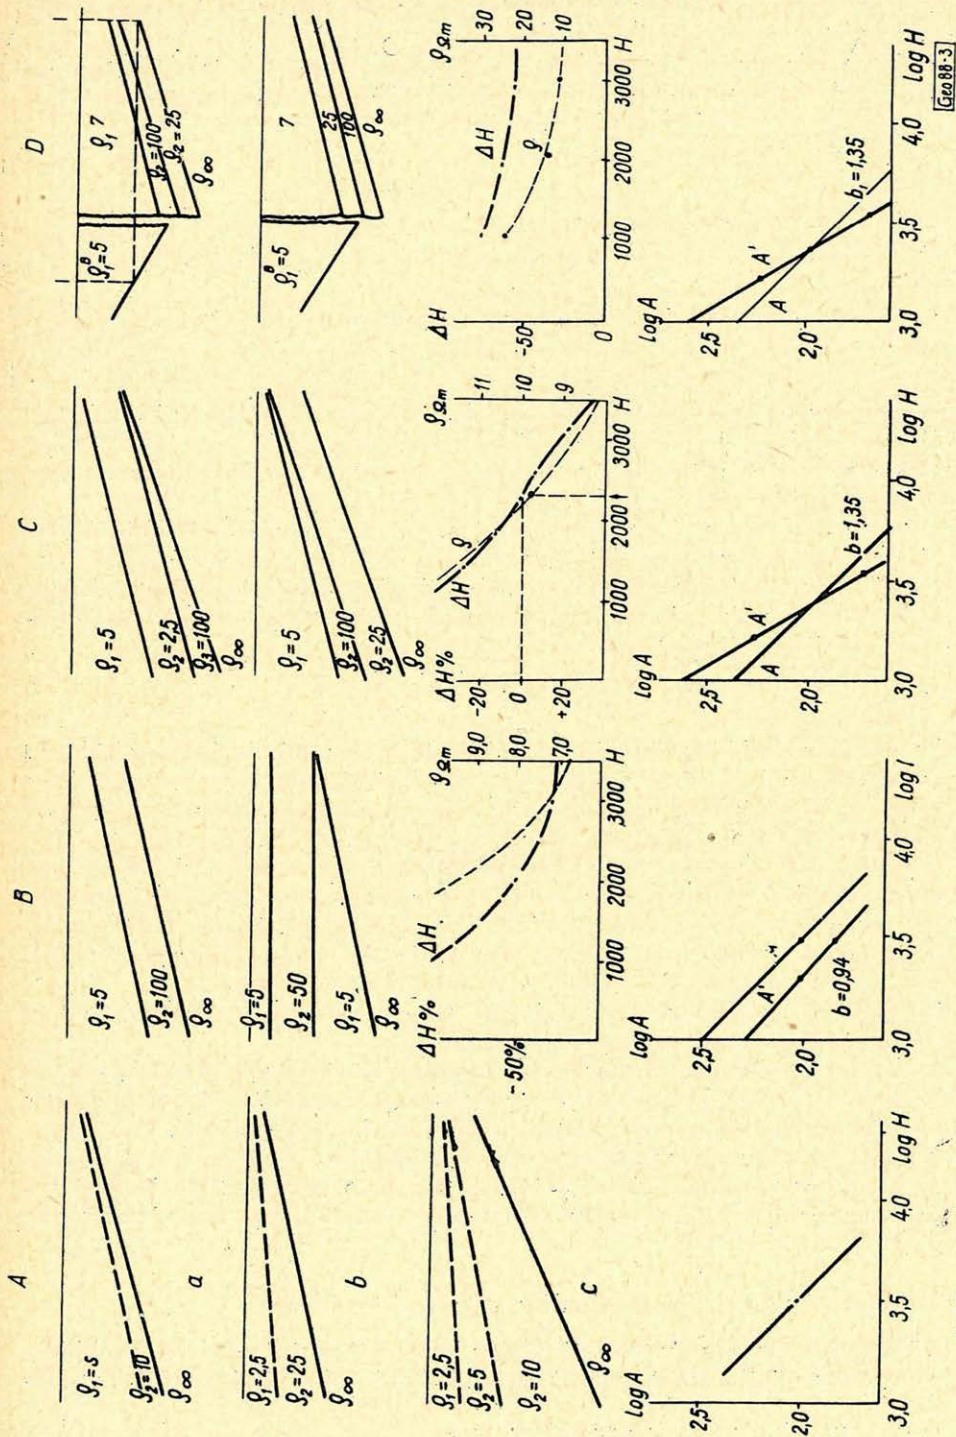 A
ρ₁=s
ρ₂=10
ρ∞
a
ρ₁=2,5
ρ₂=25
ρ∞
b
ρ₁=2,5
ρ₂=5
ρ₂=10
ρ∞
c
log A
2,5
2,0
3,0
3,5
4,0
log H
B
ρ₁=5
ρ₂=100
ρ∞
ρ₁=5
ρ₂=50
ρ₁=5
ρ∞
ΔH%
ΔH
ρΩm
-50%
9,0
8,0
7,0
1000
2000
3000
H
log A
2,5
2,0
A'
b=0,94
3,0
3,5
4,0
log I
C
ρ₁=5
ρ₂=2,5
ρ₃=100
ρ∞
ρ₁=5
ρ₂=100
ρ₂=25
ρ∞
ΔH%
-20
0
+20
ΔH
ρ
ρΩm
11
10
9
1000
2000
3000
H
log A
2,5
2,0
A'
A
b=1,35
3,0
3,5
4,0
log H
D
ρ₁ᴮ=5
ρ₁ 7
ρ₂=100
ρ₂=25
ρ∞
ρ₁ᴮ=5
7
25
100
ρ∞
ΔH
-50
0
ΔH
ρ
ρΩm
30
20
10
1000
2000
3000
H
log A
2,5
2,0
A'
A
b₁=1,35
3,0
3,5
4,0
log H
Geo 88-3